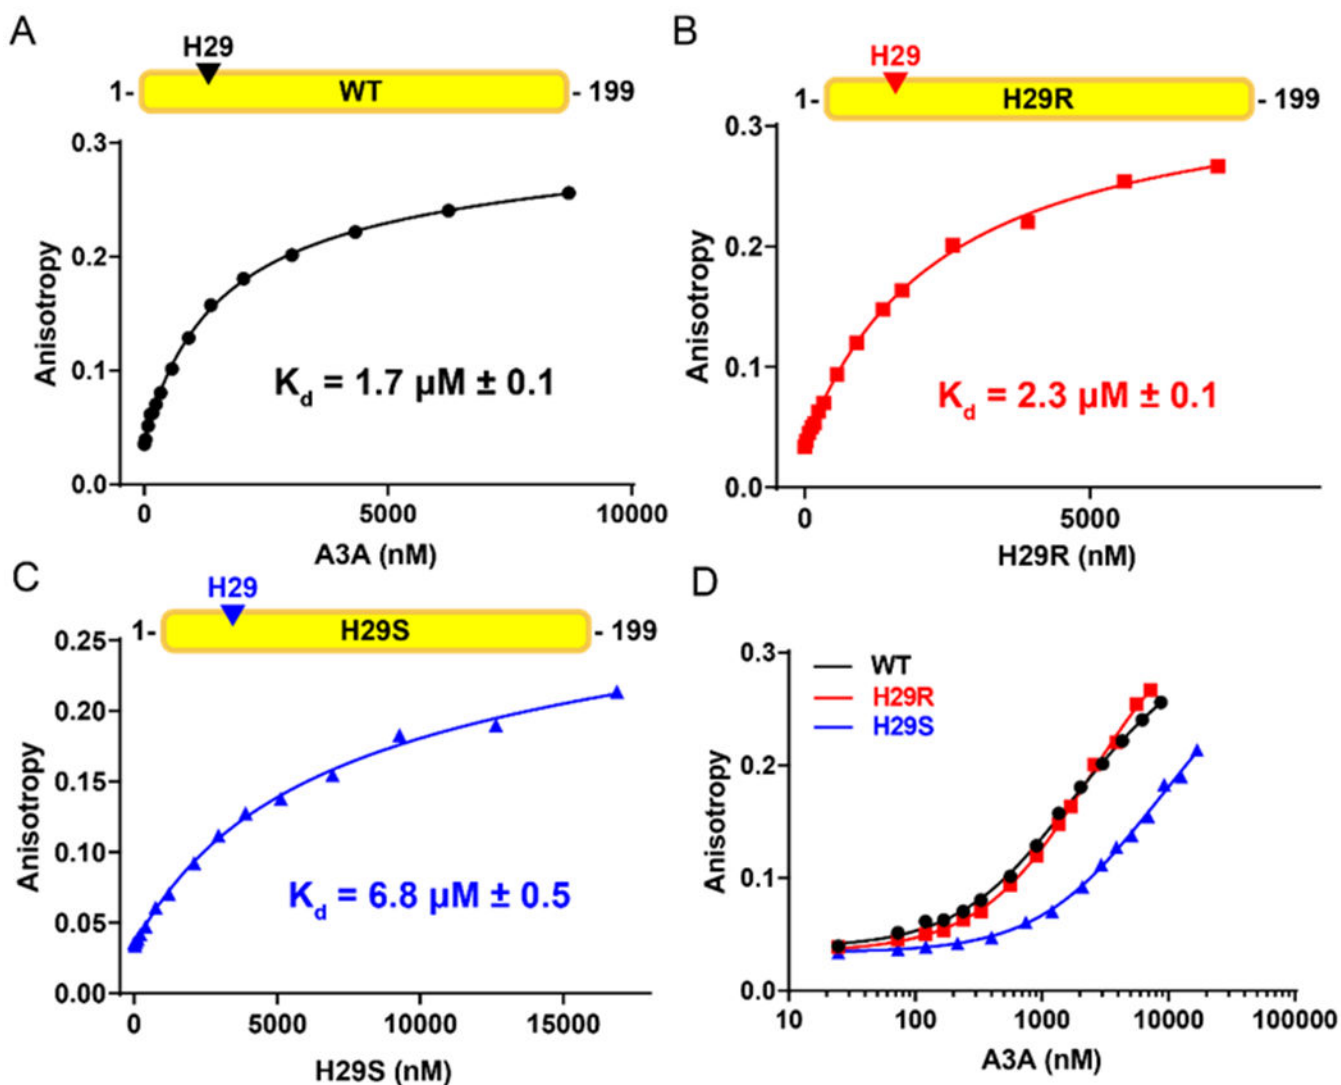 A
H29
1- WT - 199
0.3
0.2
0.1
0.0
Anisotropy
K_d = 1.7 µM ± 0.1
0 5000 10000
A3A (nM)
B
H29
1- H29R - 199
0.3
0.2
0.1
0.0
Anisotropy
K_d = 2.3 µM ± 0.1
0 5000
H29R (nM)
C
H29
1- H29S - 199
0.25
0.20
0.15
0.10
0.05
0.00
Anisotropy
K_d = 6.8 µM ± 0.5
0 5000 10000 15000
H29S (nM)
D
WT
H29R
H29S
0.3
0.2
0.1
0.0
Anisotropy
10 100 1000 10000 100000
A3A (nM)